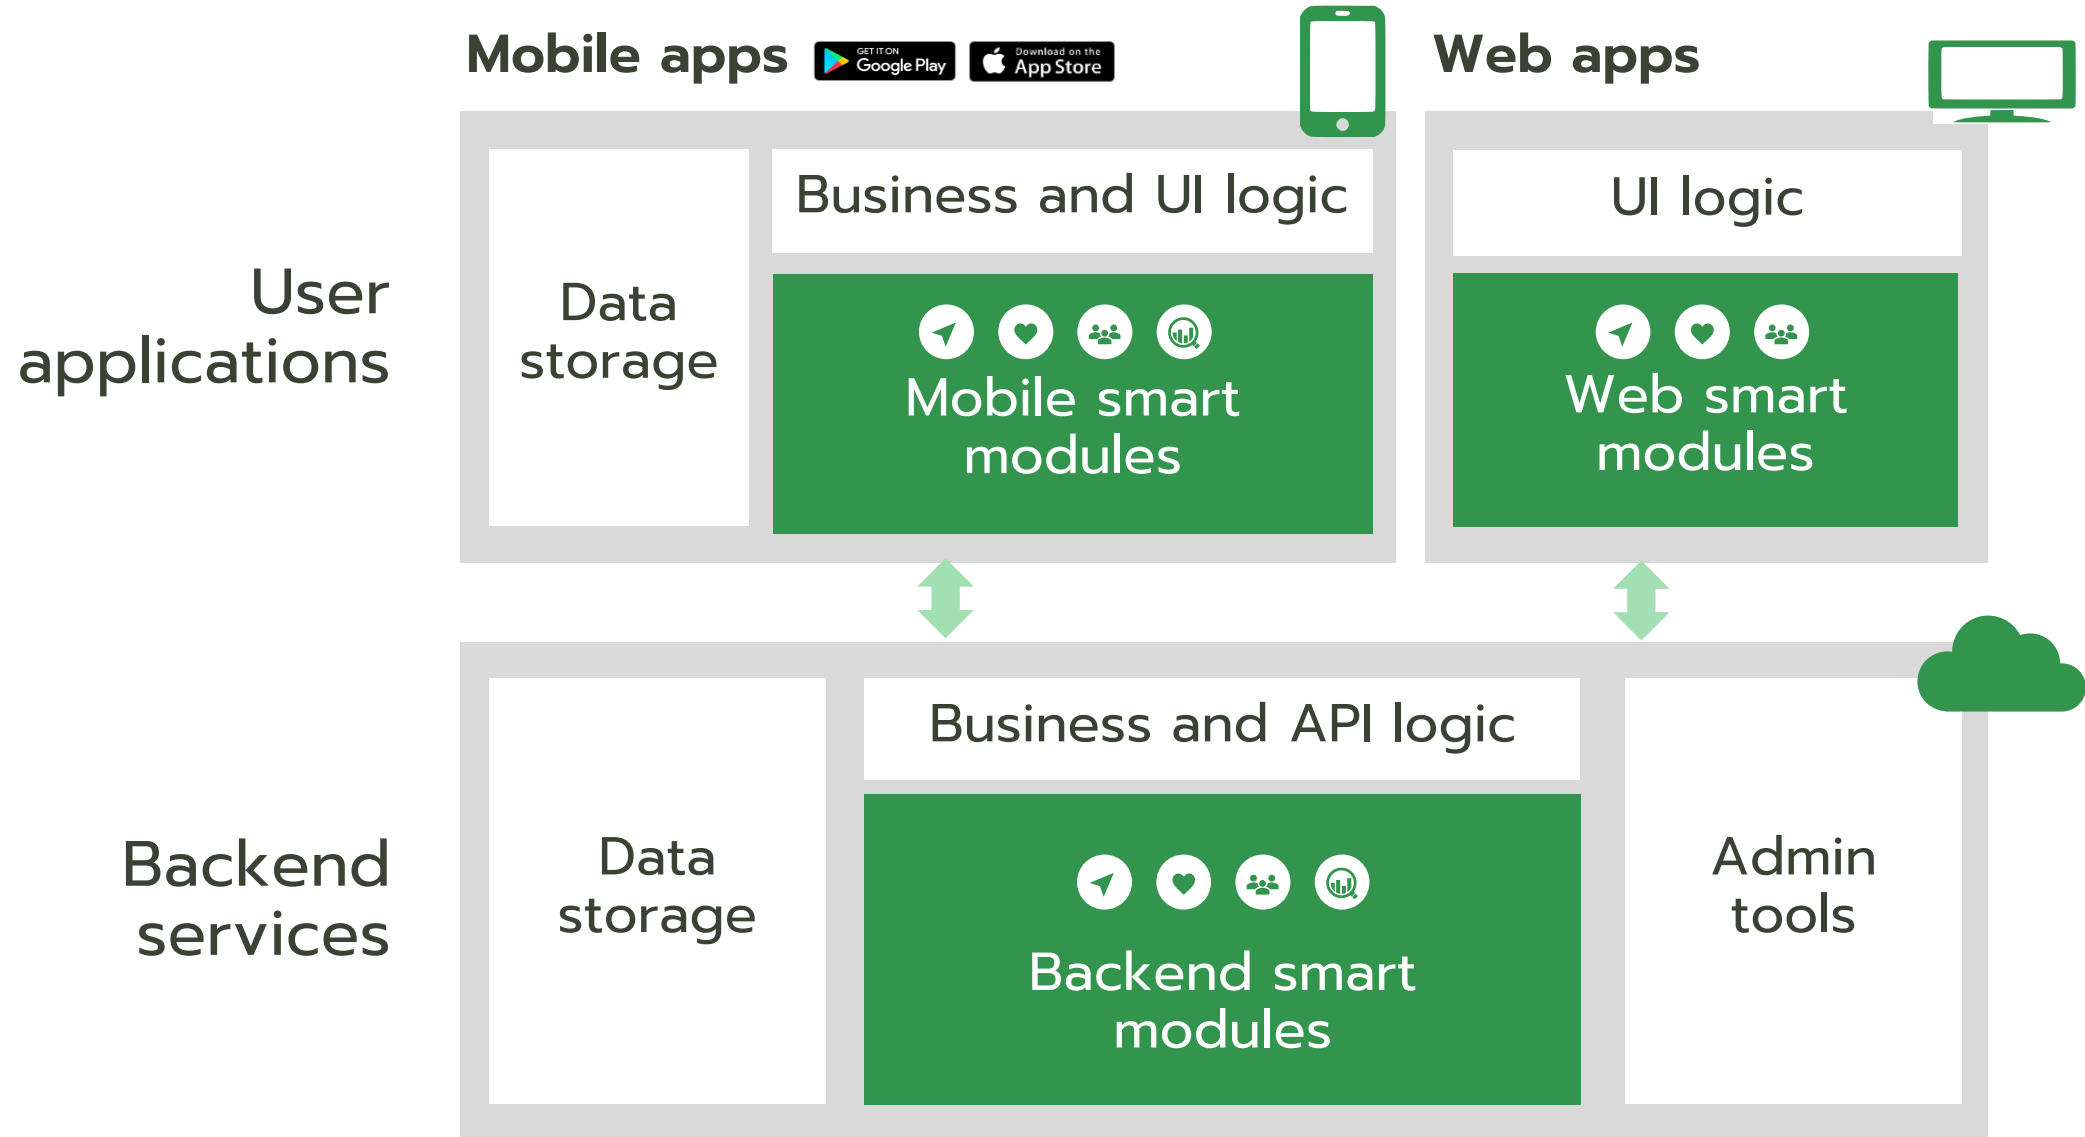 Mobile apps
GET IT ON
Google Play
Download on the
App Store
Web apps
User
applications
Data
storage
Business and UI logic
Mobile smart
modules
UI logic
Web smart
modules
Backend
services
Data
storage
Business and API logic
Backend smart
modules
Admin
tools